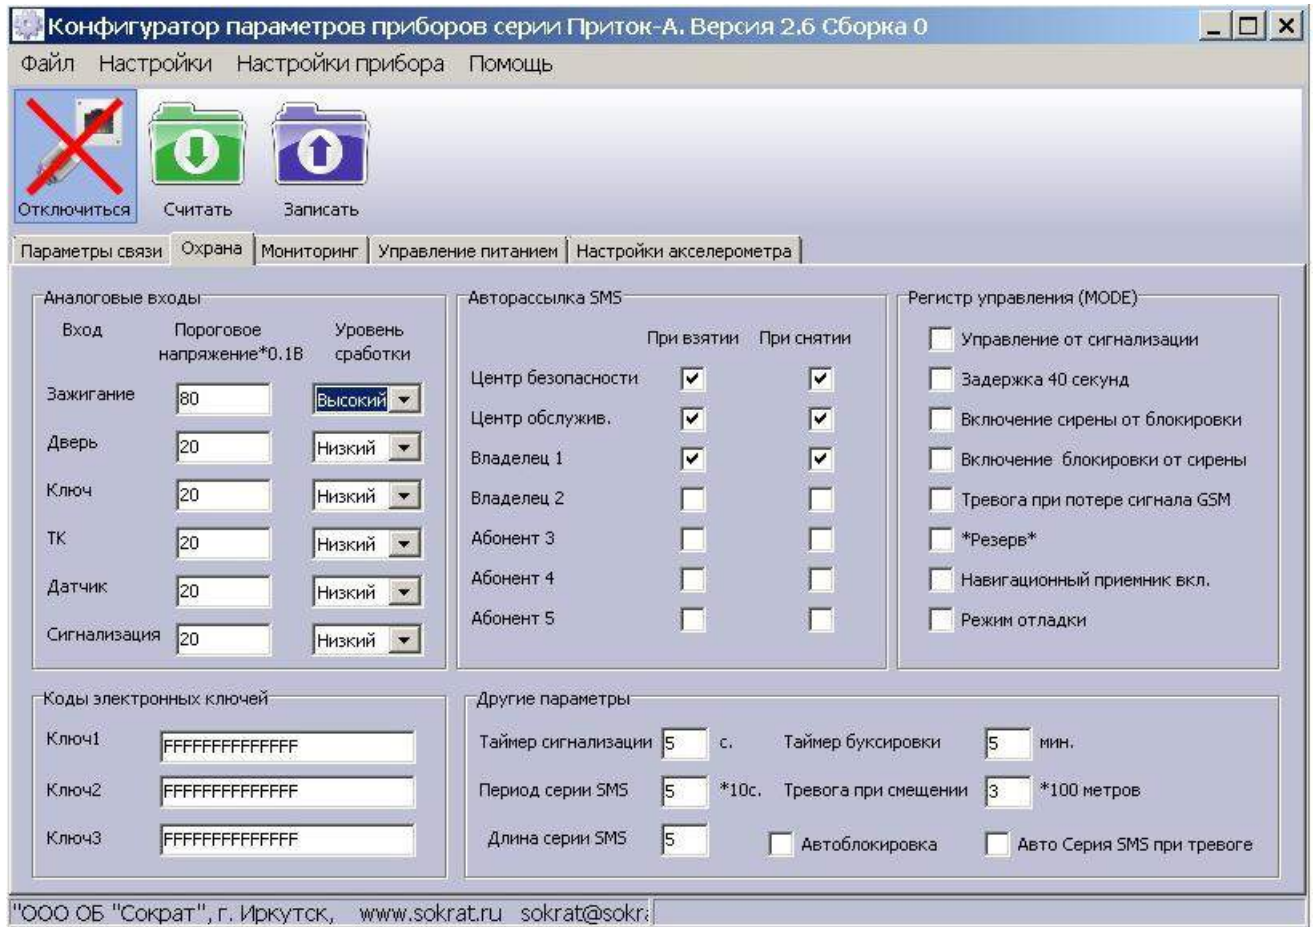 Конфигуратор параметров приборов серии Приток-А. Версия 2.6 Сборка 0
Файл Настройки Настройки прибора Помощь
Отключиться Считать Записать
Параметры связи Охрана Мониторинг Управление питанием Настройки акселерометра
Аналоговые входы
Вход Пороговое напряжение*0.1В Уровень сработки
Зажигание 80 Высокий
Дверь 20 Низкий
Ключ 20 Низкий
ТК 20 Низкий
Датчик 20 Низкий
Сигнализация 20 Низкий
Авторассылка SMS
При взятии При снятии
Центр безопасности
Центр обслужив.
Владелец 1
Владелец 2
Абонент 3
Абонент 4
Абонент 5
Регистр управления (MODE)
Управление от сигнализации
Задержка 40 секунд
Включение сирены от блокировки
Включение блокировки от сирены
Тревога при потере сигнала GSM
*Резерв*
Навигационный приемник вкл.
Режим отладки
Коды электронных ключей
Ключ1 FFFFFFFFFFFFFF
Ключ2 FFFFFFFFFFFFFF
Ключ3 FFFFFFFFFFFFFF
Другие параметры
Таймер сигнализации 5 с. Таймер буксировки 5 мин.
Период серии SMS 5 *10с. Тревога при смещении 3 *100 метров
Длина серии SMS 5 Автоблокировка Авто Серия SMS при тревоге
"ООО ОБ "Сократ", г. Иркутск, www.sokrat.ru sokrat@sokr